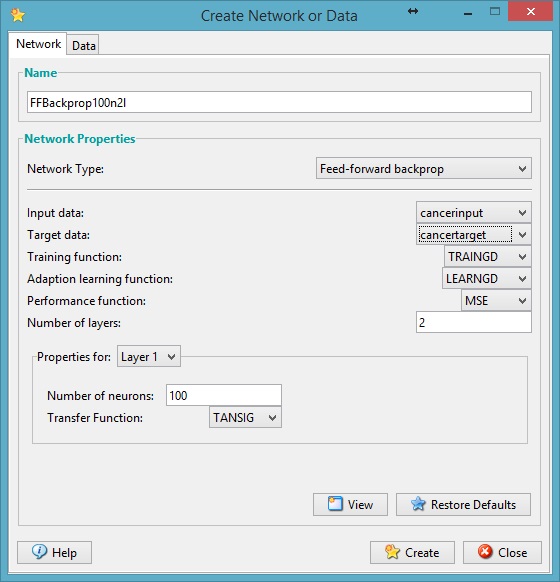 Create Network or Data
Network Data
Name
FFBackprop100n2l
Network Properties
Network Type: Feed-forward backprop
Input data: cancerinput
Target data: cancertarget
Training function: TRAINGD
Adaption learning function: LEARNGD
Performance function: MSE
Number of layers: 2
Properties for: Layer 1
Number of neurons: 100
Transfer Function: TANSIG
View Restore Defaults
Help Create Close